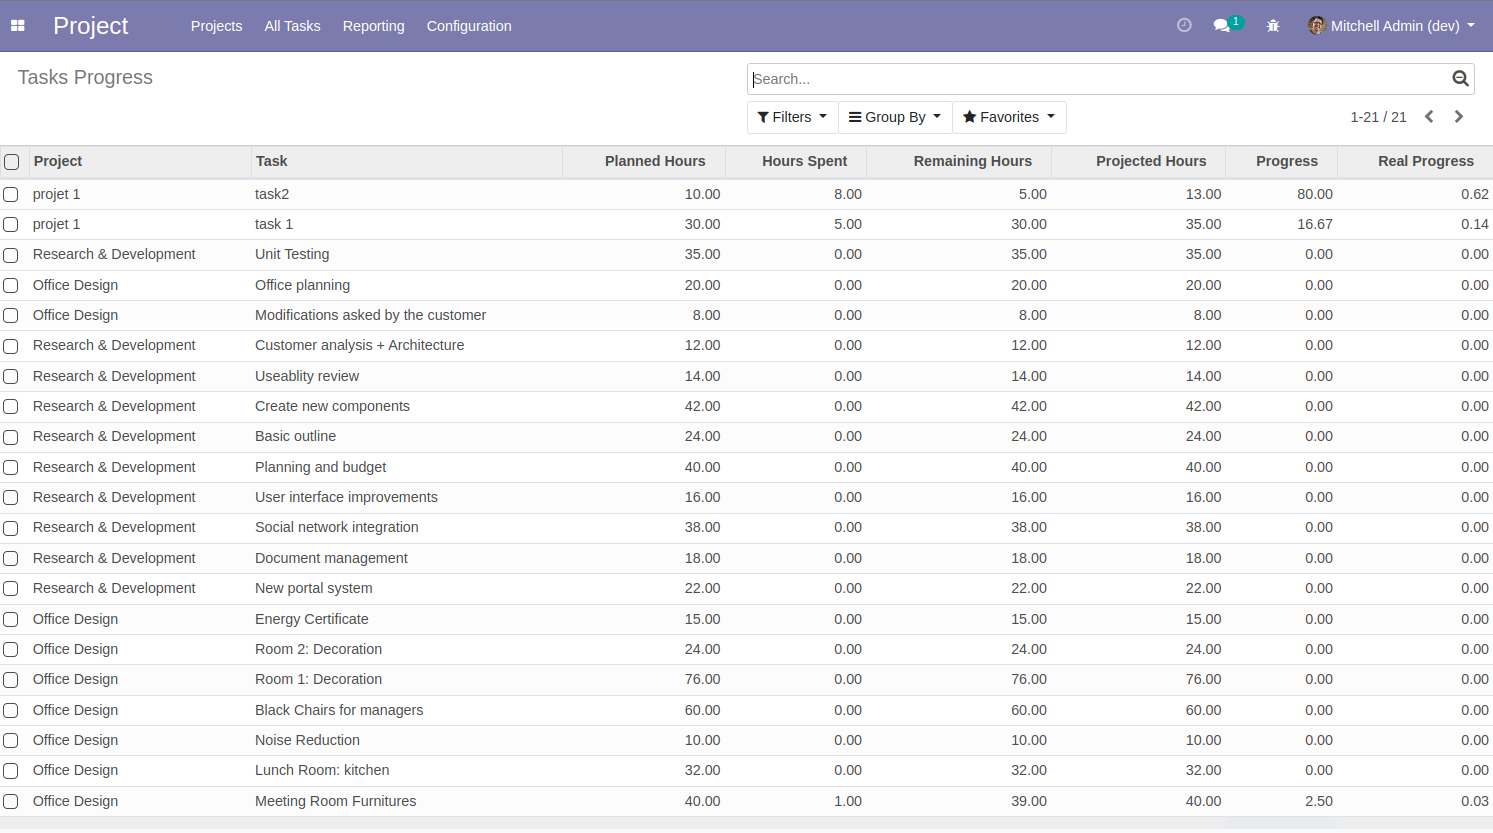 Project Projects All Tasks Reporting Configuration 1 Mitchell Admin (dev)
Tasks Progress Search...
Filters Group By Favorites 1-21 / 21
Project Task Planned Hours Hours Spent Remaining Hours Projected Hours Progress Real Progress
projet 1 task2 10.00 8.00 5.00 13.00 80.00 0.62
projet 1 task 1 30.00 5.00 30.00 35.00 16.67 0.14
Research & Development Unit Testing 35.00 0.00 35.00 35.00 0.00 0.00
Office Design Office planning 20.00 0.00 20.00 20.00 0.00 0.00
Office Design Modifications asked by the customer 8.00 0.00 8.00 8.00 0.00 0.00
Research & Development Customer analysis + Architecture 12.00 0.00 12.00 12.00 0.00 0.00
Research & Development Useablity review 14.00 0.00 14.00 14.00 0.00 0.00
Research & Development Create new components 42.00 0.00 42.00 42.00 0.00 0.00
Research & Development Basic outline 24.00 0.00 24.00 24.00 0.00 0.00
Research & Development Planning and budget 40.00 0.00 40.00 40.00 0.00 0.00
Research & Development User interface improvements 16.00 0.00 16.00 16.00 0.00 0.00
Research & Development Social network integration 38.00 0.00 38.00 38.00 0.00 0.00
Research & Development Document management 18.00 0.00 18.00 18.00 0.00 0.00
Research & Development New portal system 22.00 0.00 22.00 22.00 0.00 0.00
Office Design Energy Certificate 15.00 0.00 15.00 15.00 0.00 0.00
Office Design Room 2: Decoration 24.00 0.00 24.00 24.00 0.00 0.00
Office Design Room 1: Decoration 76.00 0.00 76.00 76.00 0.00 0.00
Office Design Black Chairs for managers 60.00 0.00 60.00 60.00 0.00 0.00
Office Design Noise Reduction 10.00 0.00 10.00 10.00 0.00 0.00
Office Design Lunch Room: kitchen 32.00 0.00 32.00 32.00 0.00 0.00
Office Design Meeting Room Furnitures 40.00 1.00 39.00 40.00 2.50 0.03